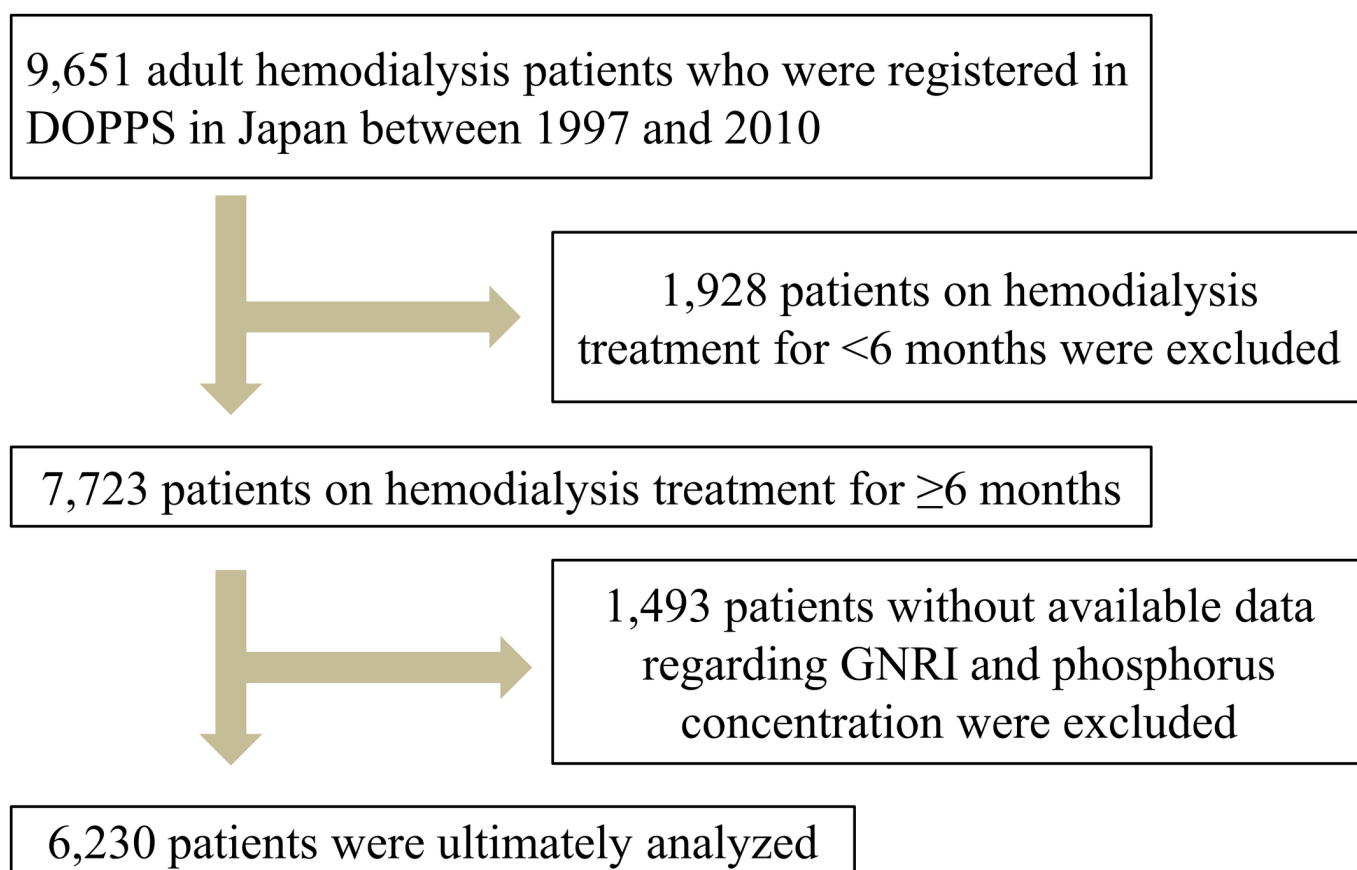 9,651 adult hemodialysis patients who were registered in
DOPPS in Japan between 1997 and 2010
1,928 patients on hemodialysis
treatment for <6 months were excluded
7,723 patients on hemodialysis treatment for ≥6 months
1,493 patients without available data
regarding GNRI and phosphorus
concentration were excluded
6,230 patients were ultimately analyzed